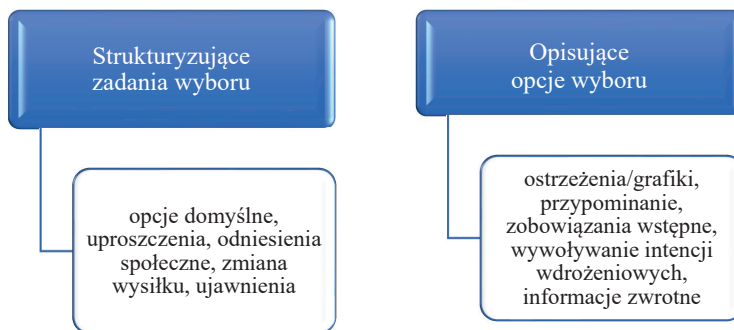 Strukturyzujące
zadania wyboru
opcje domyślne,
uproszczenia, odniesienia
społeczne, zmiana
wysiłku, ujawnienia
Opisujące
opcje wyboru
ostrzeżenia/grafiki,
przypominanie,
zobowiązania wstępne,
wywoływanie intencji
wdrożeniowych,
informacje zwrotne